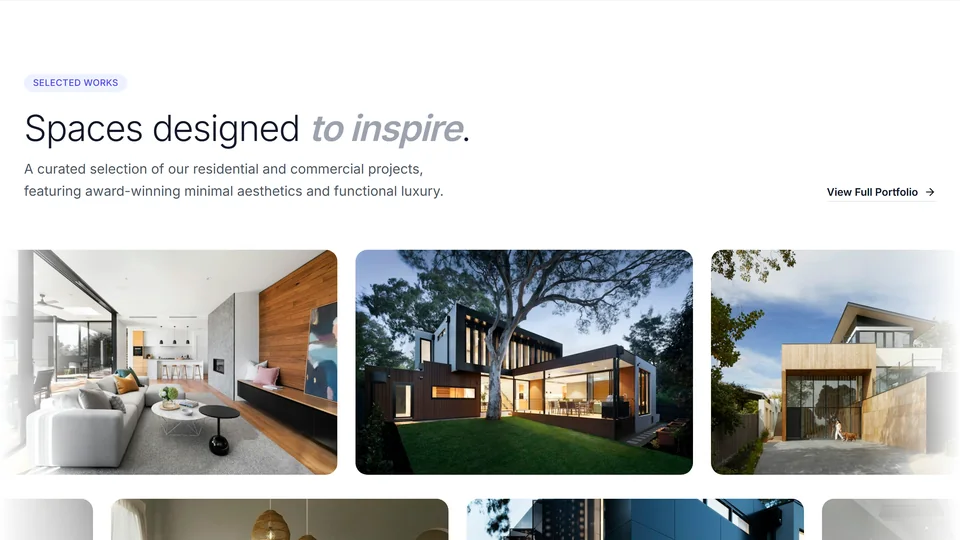 SELECTED WORKS
Spaces designed to inspire.
A curated selection of our residential and commercial projects,
featuring award-winning minimal aesthetics and functional luxury.
View Full Portfolio →